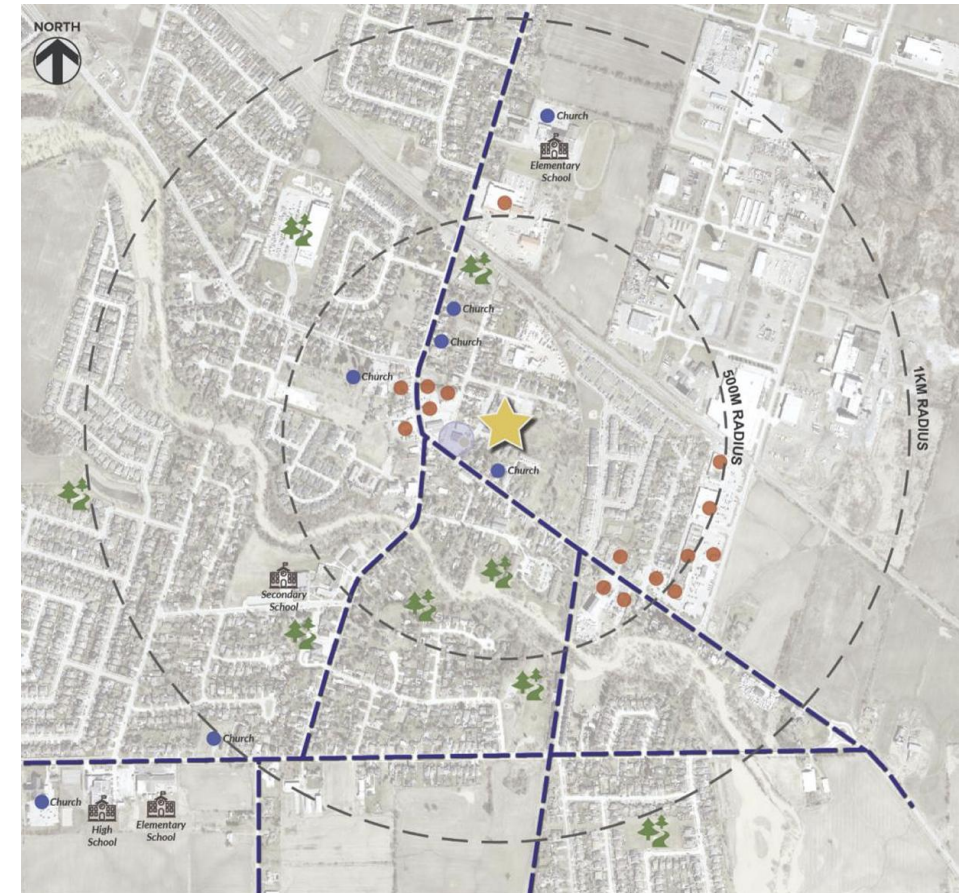 NORTH
Church
Elementary
School
Church
Church
Church
500M RADIUS
1KM RADIUS
Church
Secondary
School
Church
Church
High
School
Elementary
School